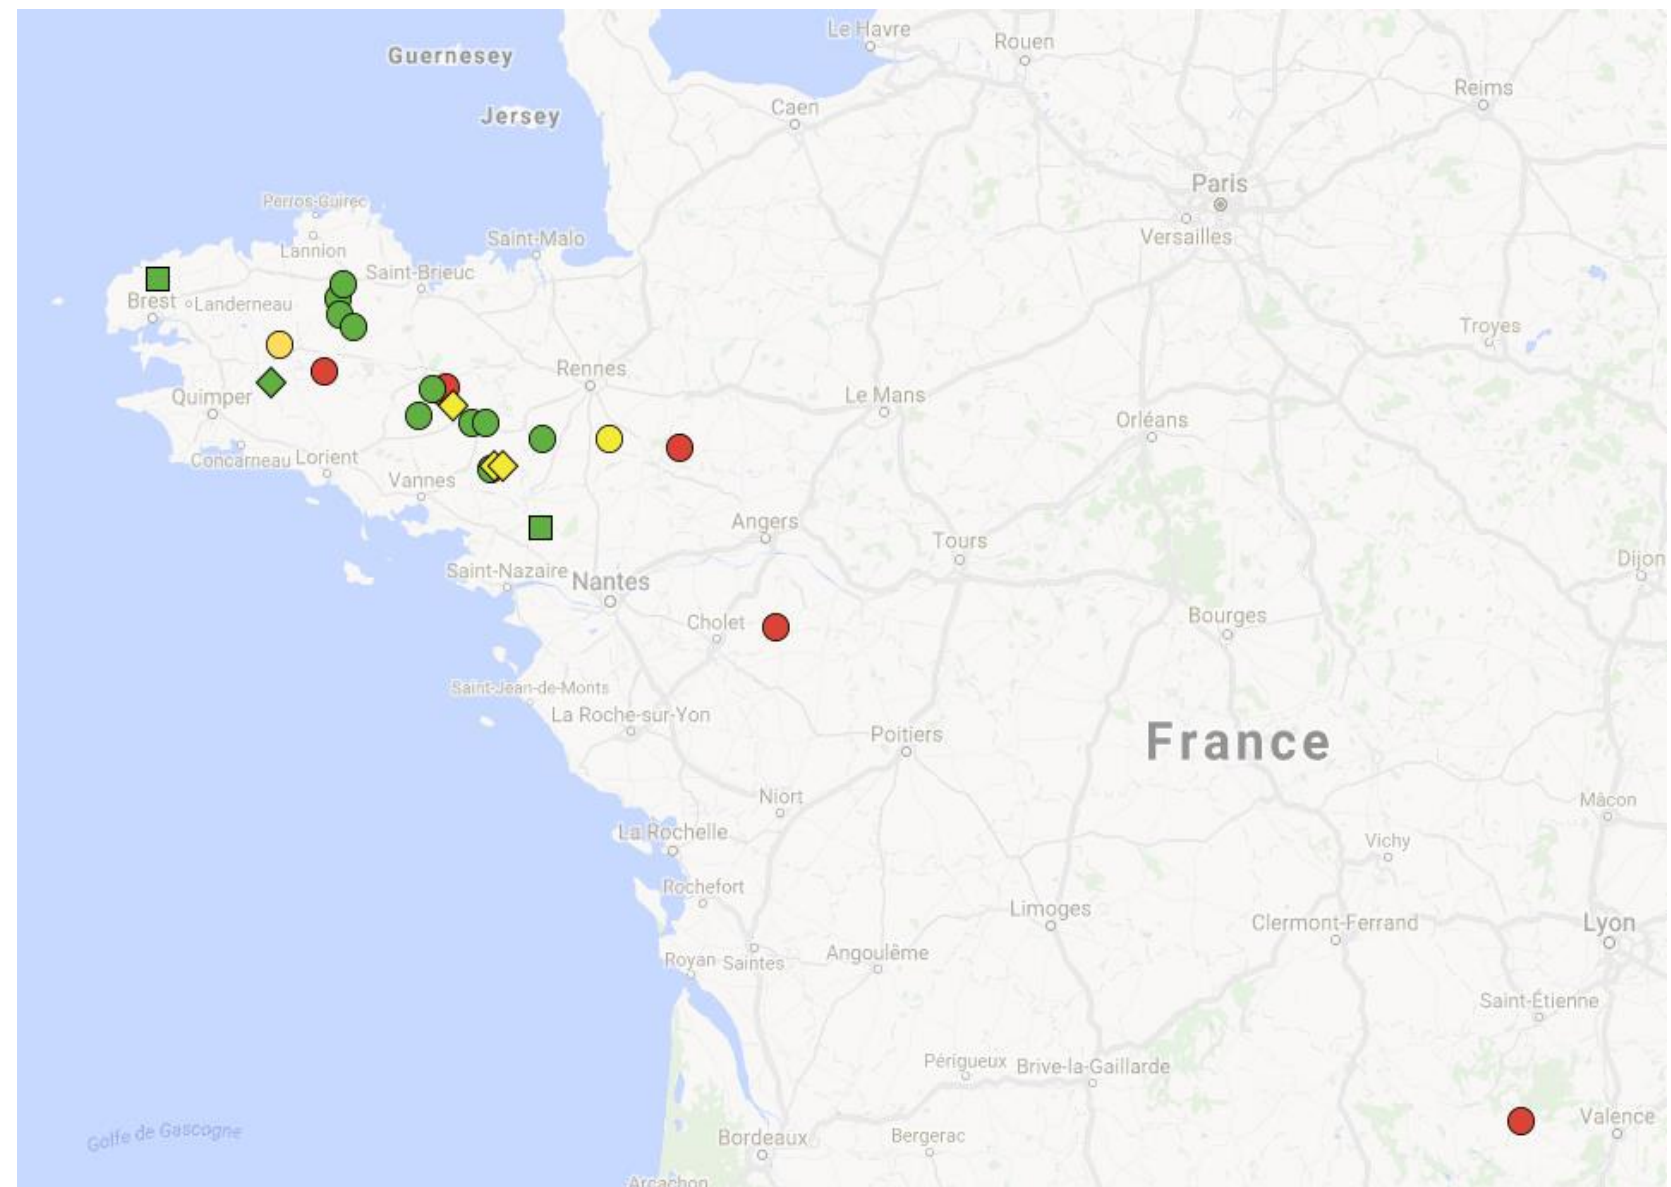 Le Havre
Rouen
Guernesey
Reims
Caen
Jersey
Paris
Perros-Guirec
Versailles
Saint-Malo
Lannion
Saint-Brieuc
Brest
Landerneau
Troyes
Rennes
Quimper
Le Mans
Orléans
Concarneau
Lorient
Vannes
Angers
Tours
Dijon
Saint-Nazaire
Nantes
Cholet
Bourges
Saint-Jean-de-Monts
La Roche-sur-Yon
Poitiers
France
Niort
Mâcon
La Rochelle
Vichy
Rochefort
Limoges
Clermont-Ferrand
Lyon
Royan
Saintes
Angoulême
Saint-Étienne
Périgueux
Brive-la-Gaillarde
Valence
Golfe de Gascogne
Bordeaux
Bergerac
Arcachon